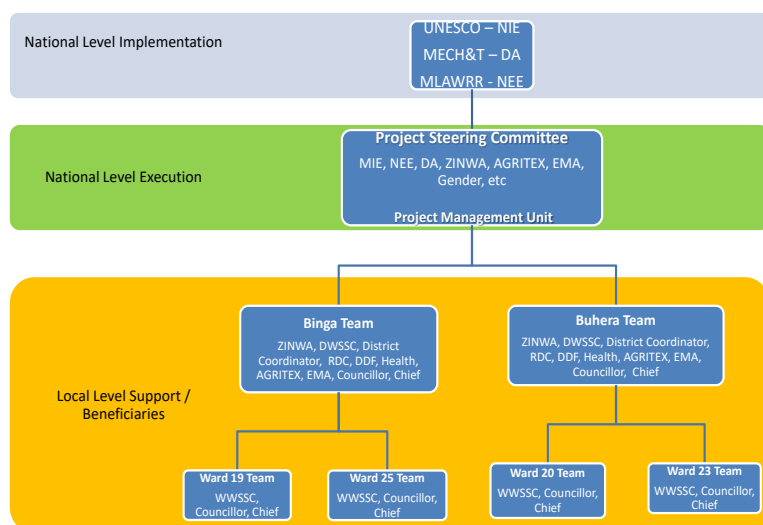 National Level Implementation
UNESCO – NIE
MECH&T – DA
MLAWRR - NEE
National Level Execution
Project Steering Committee
MIE, NEE, DA, ZINWA, AGRITEX, EMA,
Gender, etc
Project Management Unit
Local Level Support /
Beneficiaries
Binga Team
ZINWA, DWSSC, District
Coordinator, RDC, DDF, Health,
AGRITEX, EMA, Councillor, Chief
Buhera Team
ZINWA, DWSSC, District Coordinator,
RDC, DDF, Health, AGRITEX, EMA,
Councillor, Chief
Ward 19 Team
WWSSC,
Councillor, Chief
Ward 25 Team
WWSSC, Councillor,
Chief
Ward 20 Team
WWSSC, Councillor,
Chief
Ward 23 Team
WWSSC, Councillor,
Chief